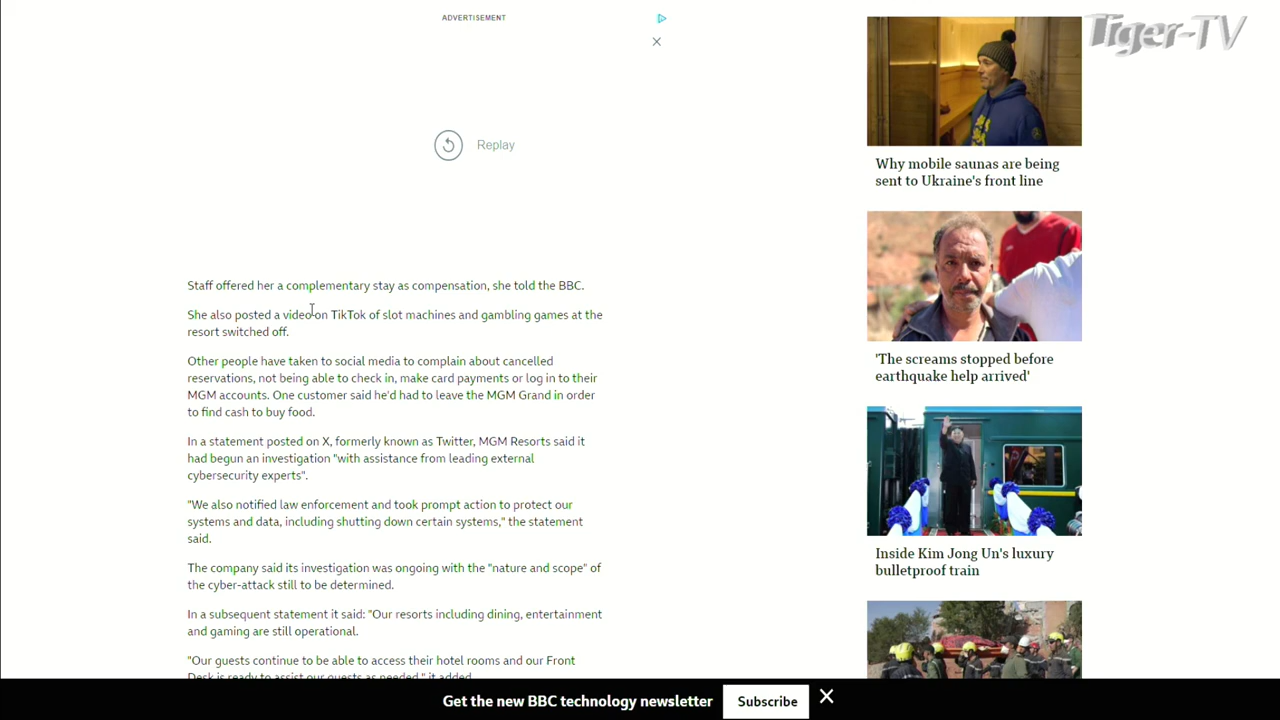 ADVERTISEMENT
Tiger-TV
Replay
Why mobile saunas are being
sent to Ukraine's front line
Staff offered her a complementary stay as compensation, she told the BBC.
She also posted a video on TikTok of slot machines and gambling games at the
resort switched off.
Other people have taken to social media to complain about cancelled
reservations, not being able to check in, make card payments or log in to their
MGM accounts. One customer said he'd had to leave the MGM Grand in order
to find cash to buy food.
In a statement posted on X, formerly known as Twitter, MGM Resorts said it
had begun an investigation "with assistance from leading external
cybersecurity experts".
"We also notified law enforcement and took prompt action to protect our
systems and data, including shutting down certain systems," the statement
said.
The company said its investigation was ongoing with the "nature and scope" of
the cyber-attack still to be determined.
In a subsequent statement it said: "Our resorts including dining, entertainment
and gaming are still operational.
"Our guests continue to be able to access their hotel rooms and our Front
Desk is ready to assist our guests as needed," it added.
'The screams stopped before
earthquake help arrived'
Inside Kim Jong Un's luxury
bulletproof train
Get the new BBC technology newsletter
Subscribe